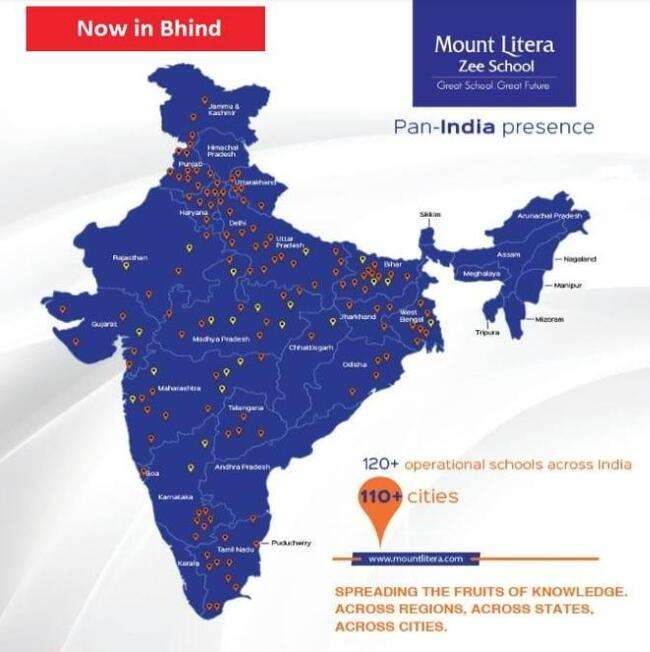 Now in Bhind
Mount Litera
Zee School
Great School. Great Future
Pan-India presence
Jammu &
Kashmir
Himachal
Pradesh
Punjab
Uttarakhand
Haryana
Delhi
Uttar
Pradesh
Rajasthan
Bihar
Sikkim
Arunachal Pradesh
Assam
Nagaland
Meghalaya
Manipur
Mizoram
Tripura
Gujarat
Madhya Pradesh
Jharkhand
West
Bengal
Chhattisgarh
Odisha
Maharashtra
Telangana
Goa
Andhra Pradesh
Karnataka
Puducherry
Tamil Nadu
Kerala
120+ operational schools across India
110+ cities
www.mountlitera.com
SPREADING THE FRUITS OF KNOWLEDGE.
ACROSS REGIONS, ACROSS STATES,
ACROSS CITIES.